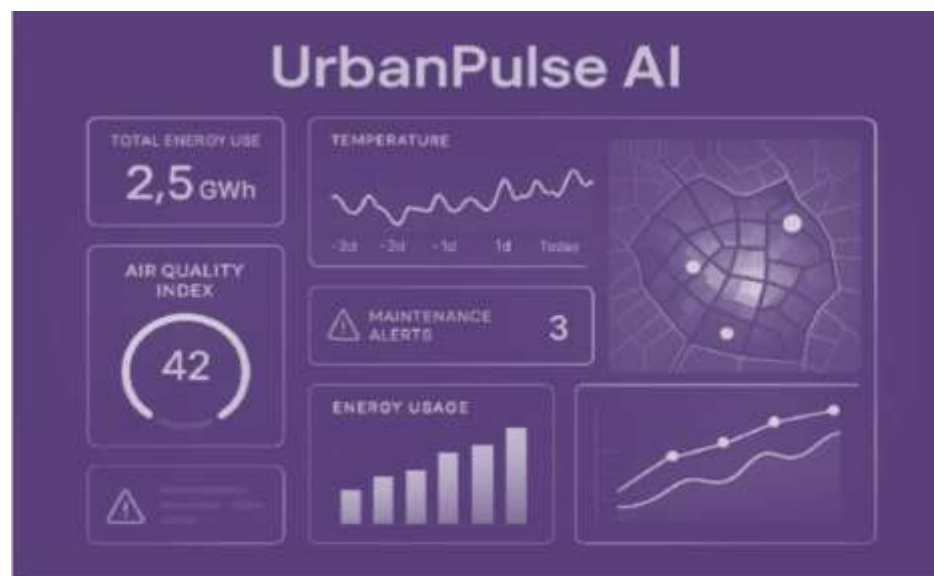 UrbanPulse AI
TOTAL ENERGY USE
2,5 GWh
AIR QUALITY
INDEX
42
TEMPERATURE
-3d -2d -1d 1d Today
MAINTENANCE
ALERTS
3
ENERGY USAGE